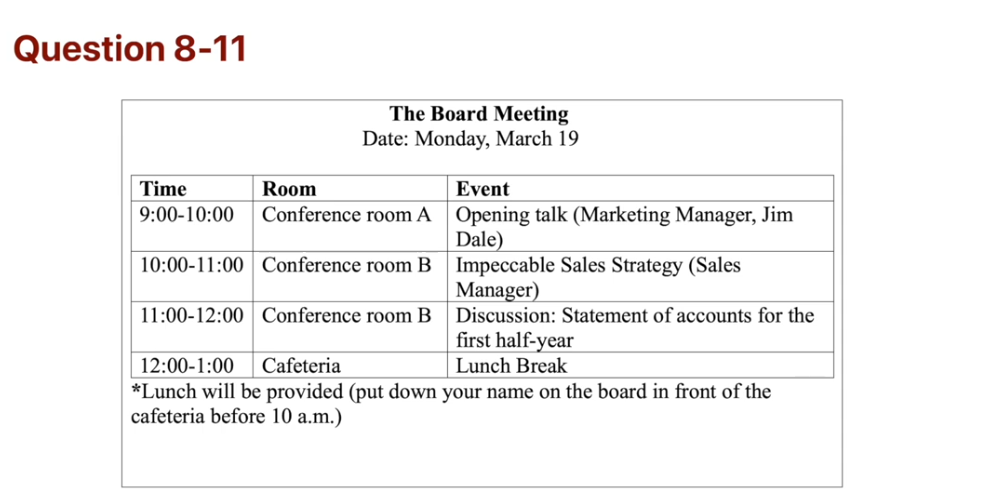 Question 8-11
The Board Meeting
Date: Monday, March 19
Time Room Event
9:00-10:00 Conference room A Opening talk (Marketing Manager, Jim
Dale)
10:00-11:00 Conference room B Impeccable Sales Strategy (Sales
Manager)
11:00-12:00 Conference room B Discussion: Statement of accounts for the
first half-year
12:00-1:00 Cafeteria Lunch Break
*Lunch will be provided (put down your name on the board in front of the
cafeteria before 10 a.m.)